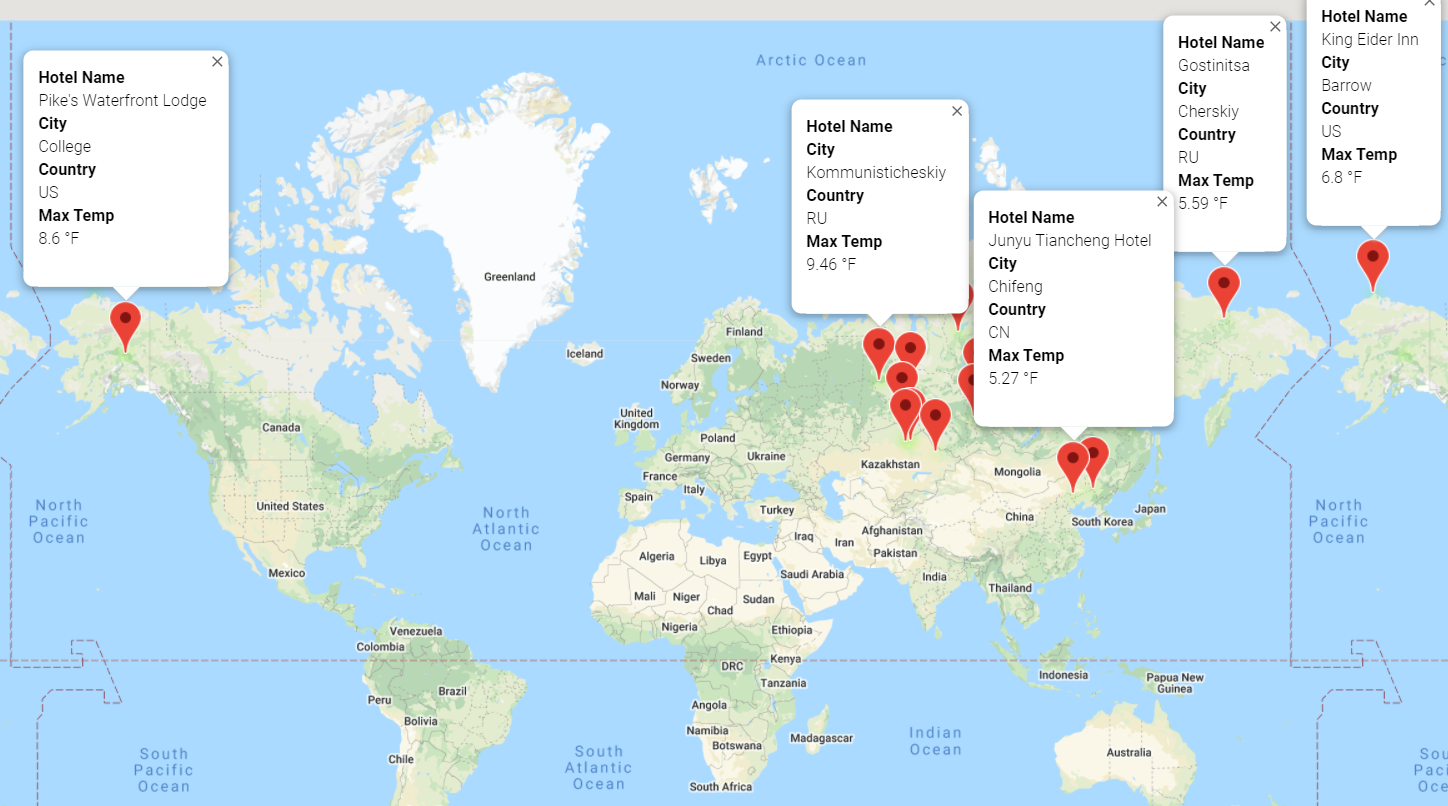 Hotel Name
Pike's Waterfront Lodge
City
College
Country
US
Max Temp
8.6 °F
Hotel Name
City
Kommunisticheskiy
Country
RU
Max Temp
9.46 °F
Hotel Name
Junyu Tiancheng Hotel
City
Chifeng
Country
CN
Max Temp
5.27 °F
Hotel Name
Gostinitsa
City
Cherskiy
Country
RU
Max Temp
5.59 °F
Hotel Name
King Eider Inn
City
Barrow
Country
US
Max Temp
6.8 °F
Arctic Ocean
Greenland
Iceland
Finland
Sweden
Norway
United
Kingdom
Poland
Germany
Ukraine
France
Italy
Spain
Turkey
Kazakhstan
Mongolia
China
South Korea
Japan
Afghanistan
Pakistan
Iraq
Iran
India
Thailand
Canada
United States
Mexico
North
Pacific
Ocean
North
Atlantic
Ocean
North
Pacific
Ocean
Algeria
Libya
Egypt
Saudi Arabia
Mali
Niger
Chad
Sudan
Nigeria
Ethiopia
DRC
Kenya
Tanzania
Angola
Namibia
Botswana
Madagascar
South Africa
Venezuela
Colombia
Peru
Brazil
Bolivia
Chile
Indonesia
Papua New
Guinea
Australia
Indian
Ocean
South
Pacific
Ocean
South
Atlantic
Ocean